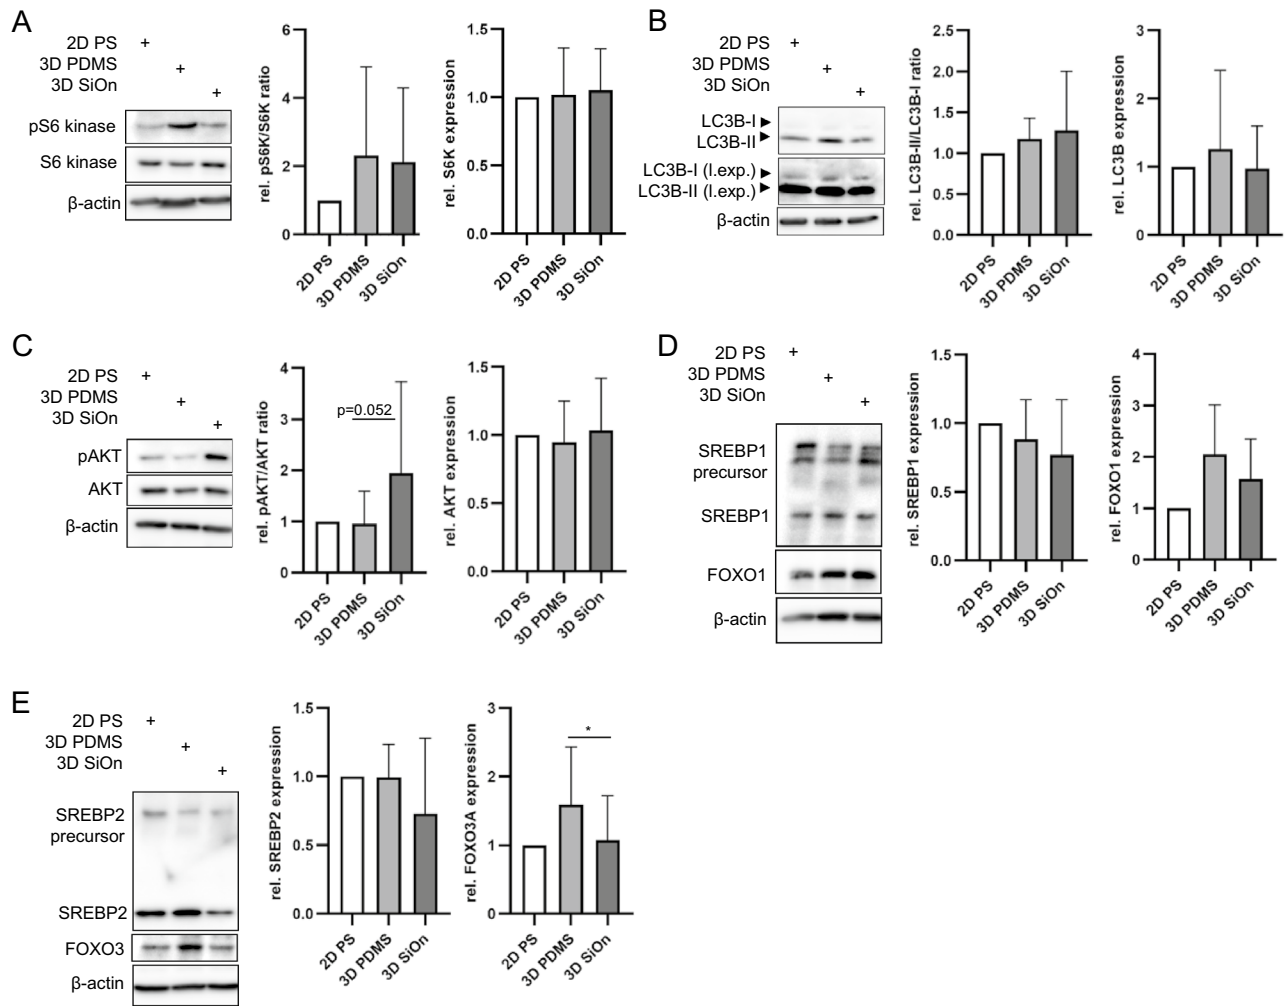 A
2D PS +
3D PDMS +
3D SiOn +
pS6 kinase
S6 kinase
β-actin
rel. pS6K/S6K ratio
6
4
2
0
2D PS
3D PDMS
3D SiOn
rel. S6K expression
1.5
1.0
0.5
0.0
2D PS
3D PDMS
3D SiOn
B
2D PS +
3D PDMS +
3D SiOn +
LC3B-I ►
LC3B-II ►
LC3B-I (l.exp.) ►
LC3B-II (l.exp.) ►
β-actin
rel. LC3B-II/LC3B-I ratio
2.5
2.0
1.5
1.0
0.5
0.0
2D PS
3D PDMS
3D SiOn
rel. LC3B expression
3
2
1
0
2D PS
3D PDMS
3D SiOn
C
2D PS +
3D PDMS +
3D SiOn +
pAKT
AKT
β-actin
rel. pAKT/AKT ratio
4
3
2
1
0
p=0.052
2D PS
3D PDMS
3D SiOn
rel. AKT expression
1.5
1.0
0.5
0.0
2D PS
3D PDMS
3D SiOn
D
2D PS +
3D PDMS +
3D SiOn +
SREBP1
precursor
SREBP1
FOXO1
β-actin
rel. SREBP1 expression
1.5
1.0
0.5
0.0
2D PS
3D PDMS
3D SiOn
rel. FOXO1 expression
4
3
2
1
0
2D PS
3D PDMS
3D SiOn
E
2D PS +
3D PDMS +
3D SiOn +
SREBP2
precursor
SREBP2
FOXO3
β-actin
rel. SREBP2 expression
1.5
1.0
0.5
0.0
2D PS
3D PDMS
3D SiOn
rel. FOXO3A expression
3
2
1
0
*
2D PS
3D PDMS
3D SiOn